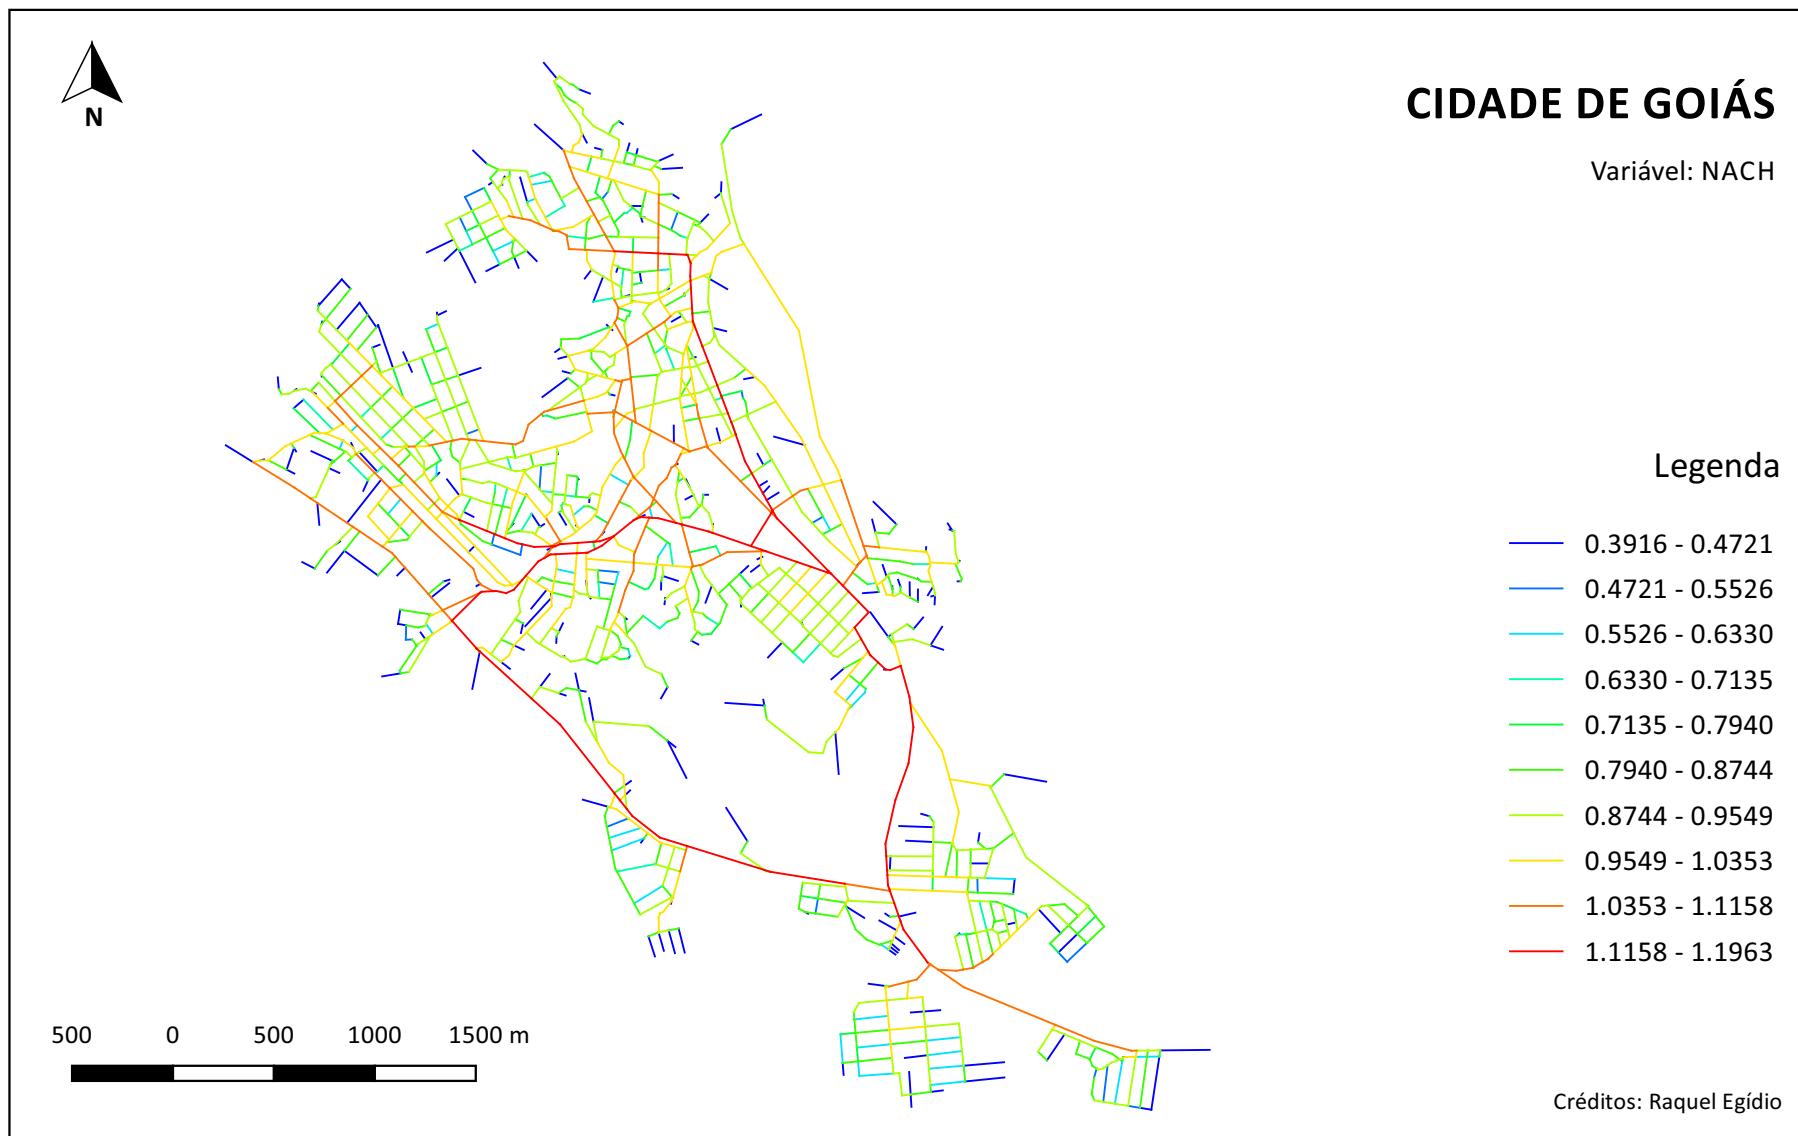 N
CIDADE DE GOIÁS
Variável: NACH
Legenda
0.3916 - 0.4721
0.4721 - 0.5526
0.5526 - 0.6330
0.6330 - 0.7135
0.7135 - 0.7940
0.7940 - 0.8744
0.8744 - 0.9549
0.9549 - 1.0353
1.0353 - 1.1158
1.1158 - 1.1963
500 0 500 1000 1500 m
Créditos: Raquel Egídio